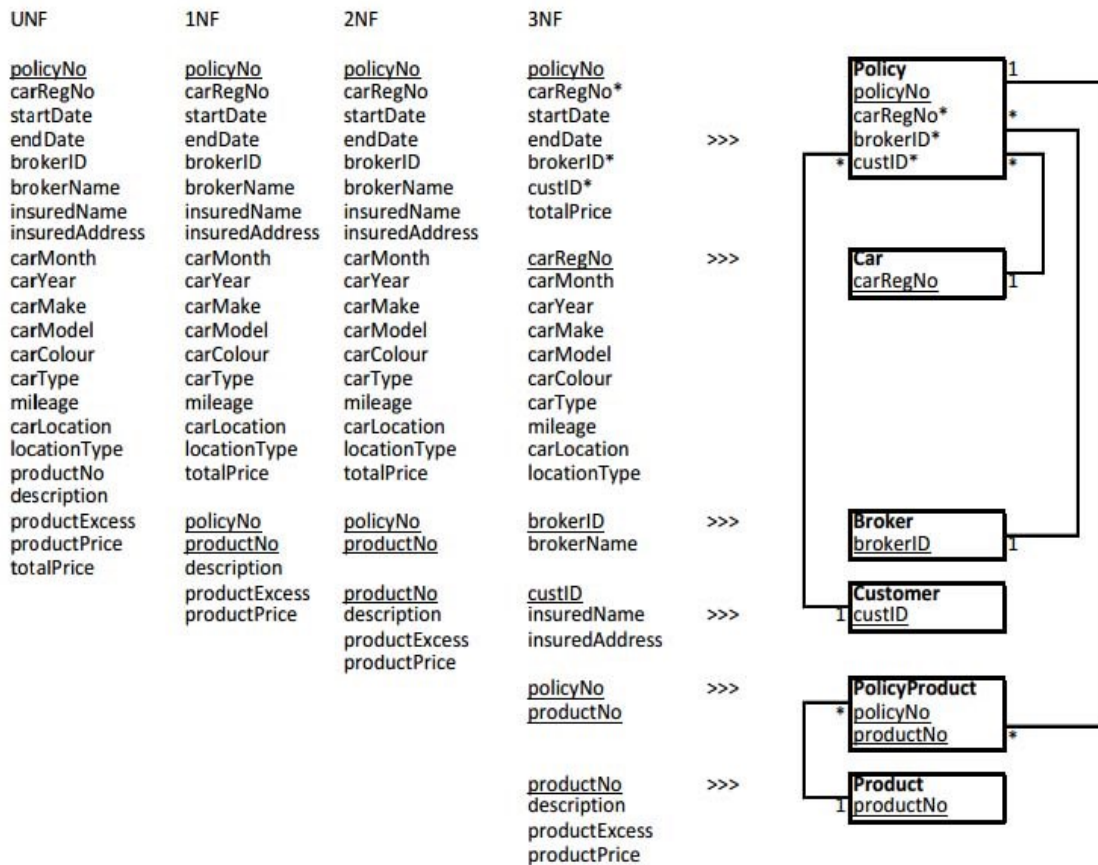 UNF 1NF 2NF 3NF
policyNo policyNo policyNo policyNo Policy 1
carRegNo carRegNo carRegNo carRegNo* policyNo
startDate startDate startDate startDate carRegNo* *
endDate endDate endDate endDate >>> brokerID*
brokerID brokerID brokerID brokerID* * custID* *
brokerName brokerName brokerName custID*
insuredName insuredName insuredName totalPrice
insuredAddress insuredAddress insuredAddress
carMonth carMonth carMonth carRegNo >>> Car
carYear carYear carYear carMonth carRegNo 1
carMake carMake carMake carYear
carModel carModel carModel carMake
carColour carColour carColour carModel
carType carType carType carColour
mileage mileage mileage carType
carLocation carLocation carLocation mileage
locationType locationType locationType carLocation
productNo totalPrice totalPrice locationType
description
productExcess policyNo policyNo brokerID >>> Broker
productPrice productNo productNo brokerName brokerID 1
totalPrice description
productExcess productNo custID Customer
productPrice description insuredName >>> 1 custID
productExcess insuredAddress
productPrice
policyNo >>> PolicyProduct
productNo * policyNo
productNo *
productNo >>> Product
description 1 productNo
productExcess
productPrice